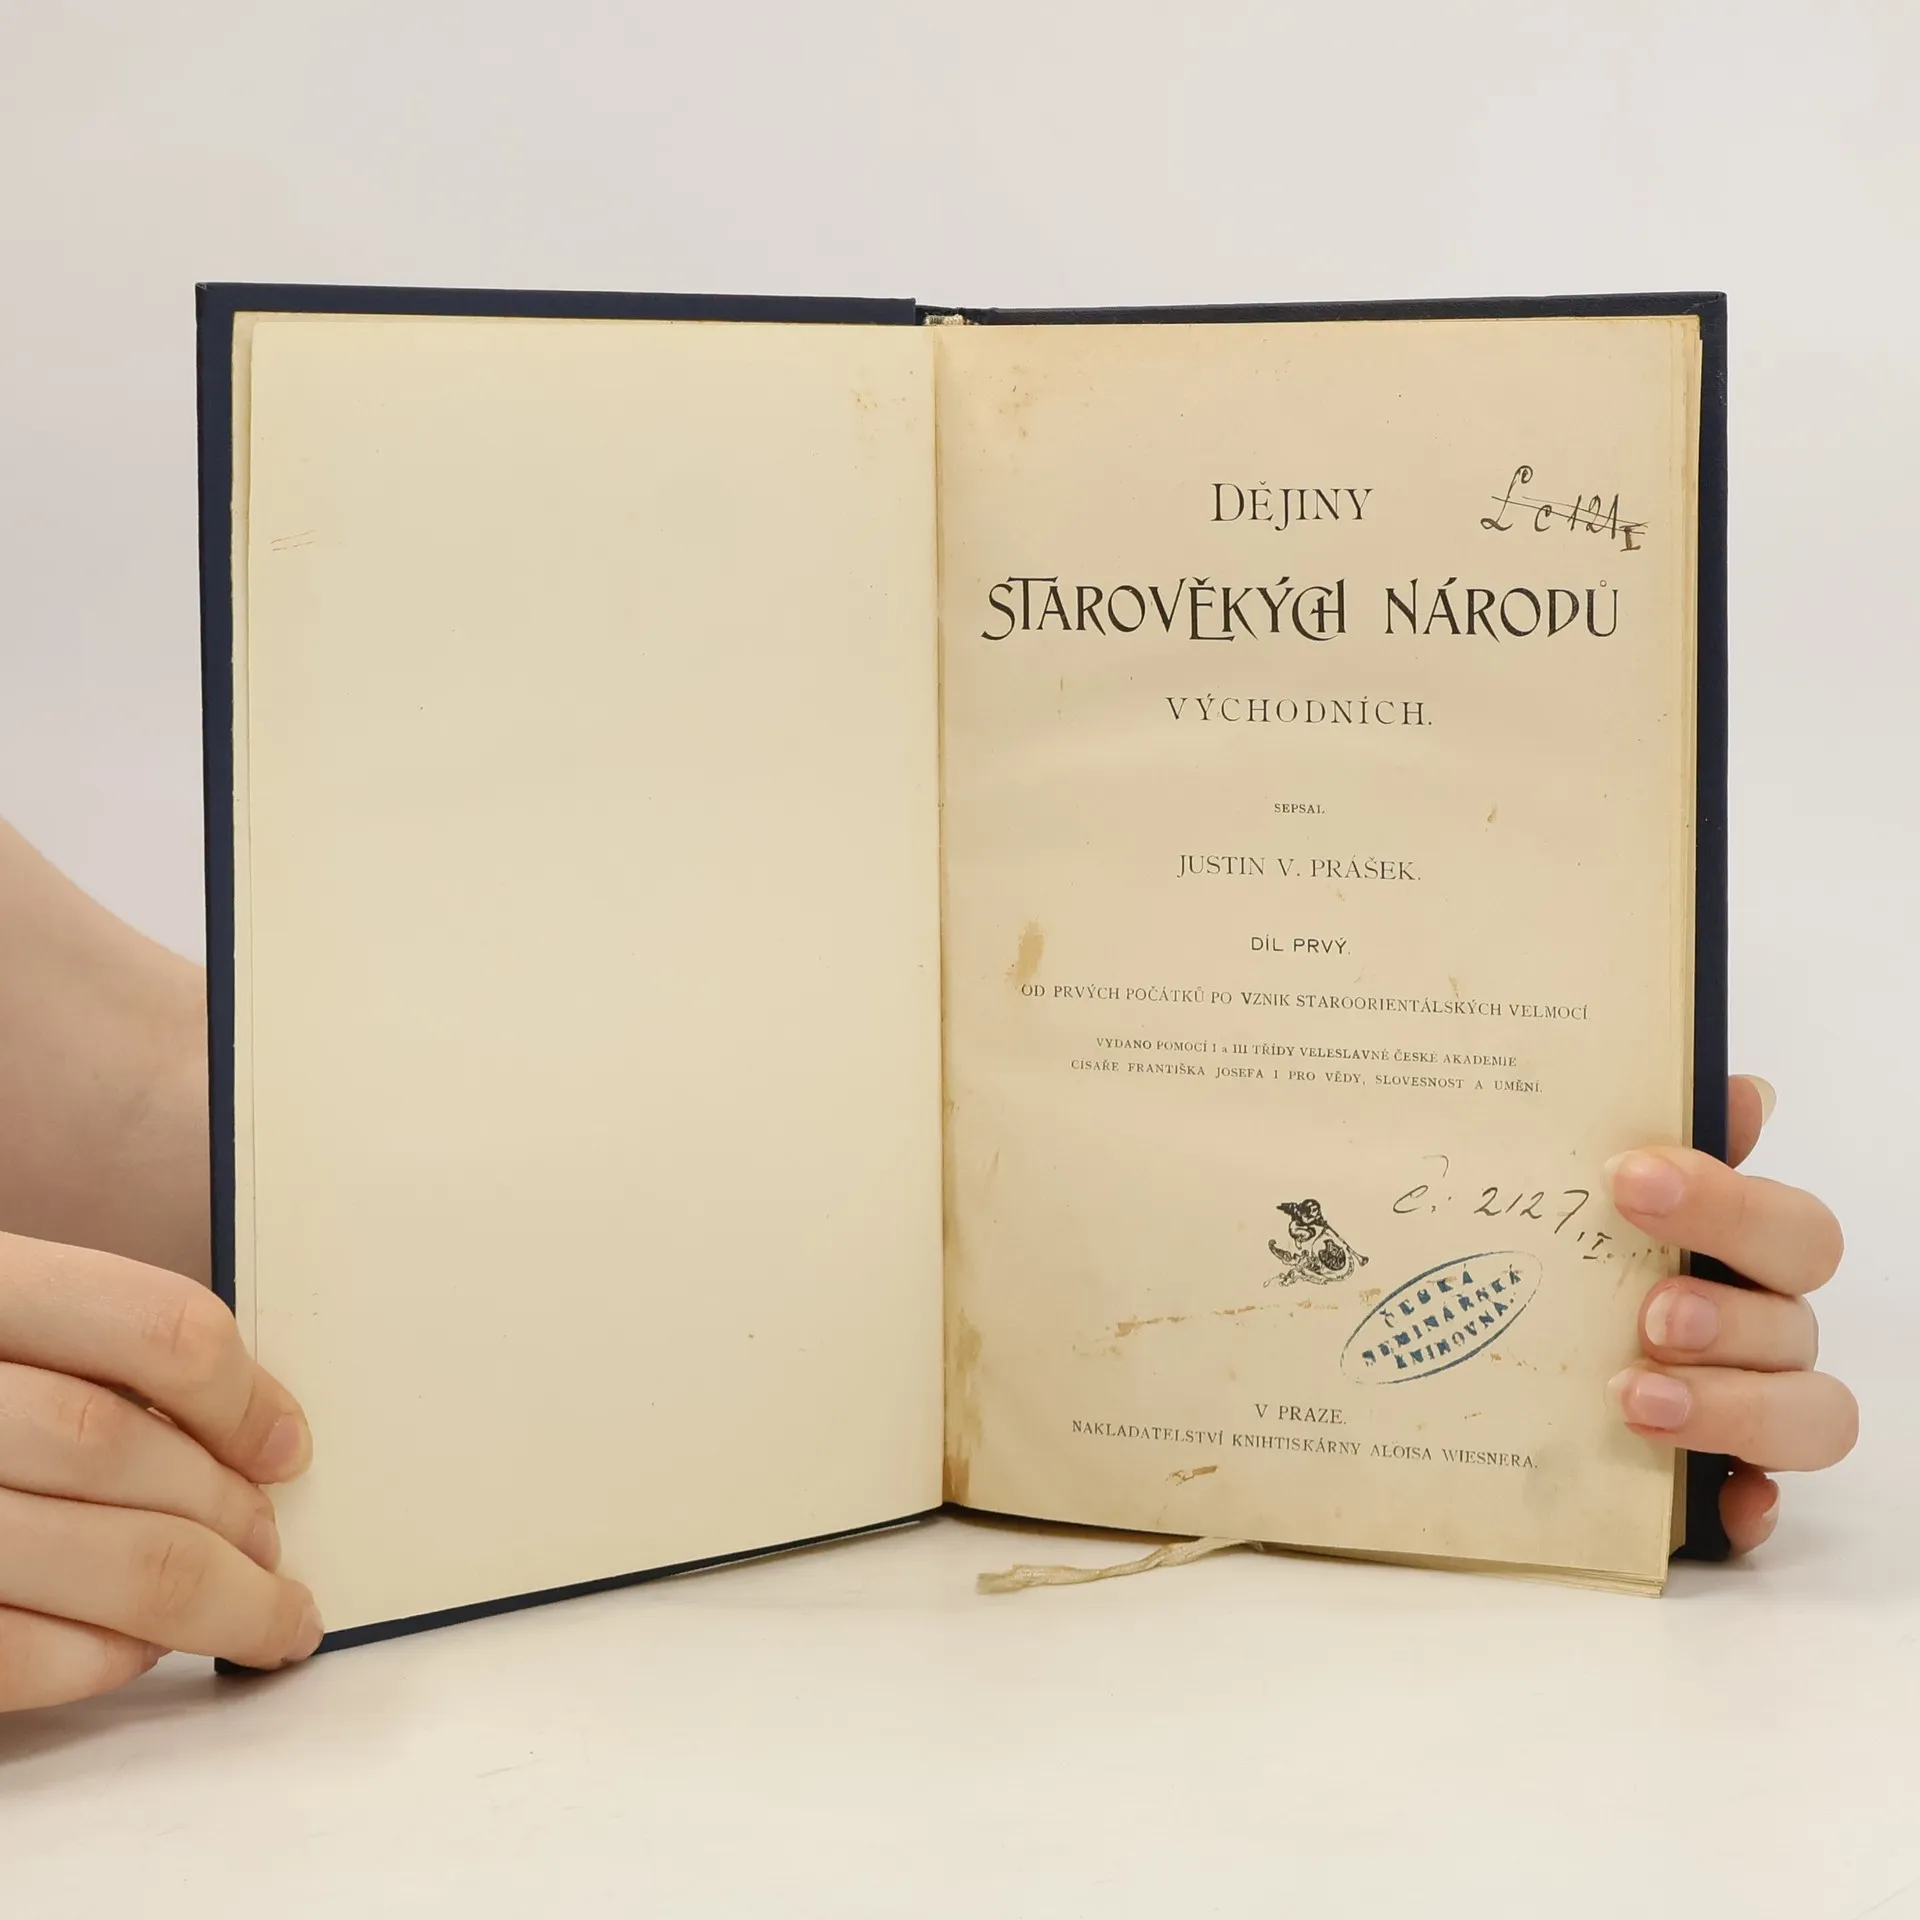 DĚJINY
Lc 121 I
STAROVĚKÝCH NÁRODŮ
VÝCHODNÍCH.
SEPSAL
JUSTIN V. PRÁŠEK.
DÍL PRVÝ.
OD PRVÝCH POČÁTKŮ PO VZNIK STAROORIENTÁLSKÝCH VELMOCÍ
VYDANO POMOCÍ I a III TŘÍDY VELESLAVNÉ ČESKÉ AKADEMIE
CISAŘE FRANTIŠKA JOSEFA I PRO VĚDY, SLOVESNOST A UMĚNÍ.
č: 2127, I.
ČESKÁ
SEMINÁŘSKÁ
KNIHOVNA.
V PRAZE.
NAKLADATELSTVÍ KNIHTISKÁRNY ALOISA WIESNERA.